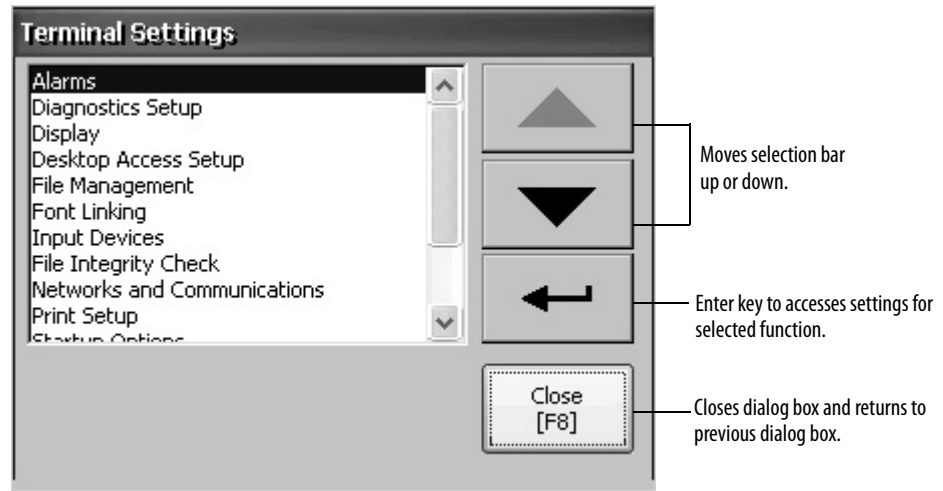 Terminal Settings
Alarms
Diagnostics Setup
Display
Desktop Access Setup
File Management
Font Linking
Input Devices
File Integrity Check
Networks and Communications
Print Setup
Startup Options
Close
[F8]
Moves selection bar
up or down.
Enter key to accesses settings for
selected function.
Closes dialog box and returns to
previous dialog box.